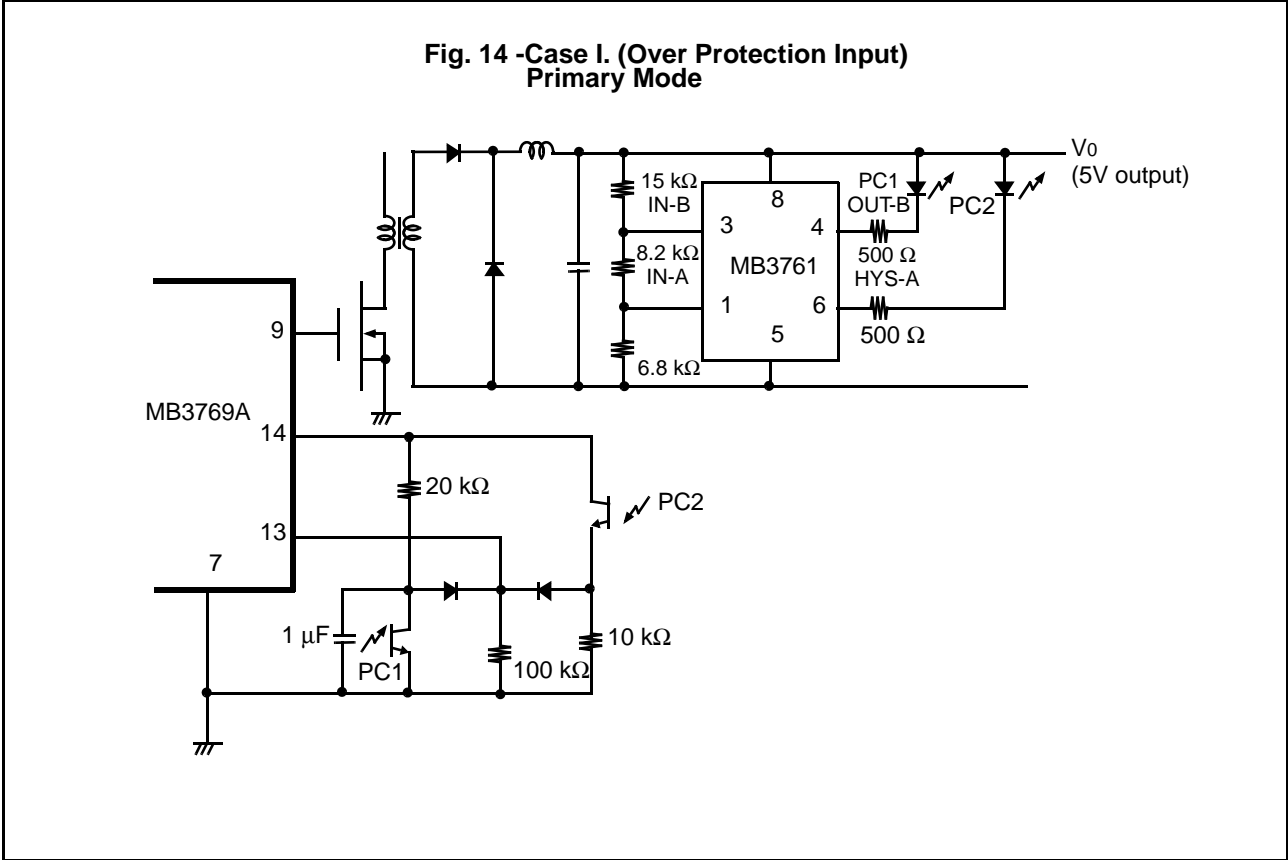 Fig. 14 -Case I. (Over Protection Input)
Primary Mode
V0
(5V output)
15 kΩ
IN-B
8.2 kΩ
IN-A
6.8 kΩ
3
1
8
MB3761
5
4
6
PC1
OUT-B
500 Ω
HYS-A
500 Ω
PC2
MB3769A
9
14
13
7
20 kΩ
PC2
1 μF
PC1
100 kΩ
10 kΩ